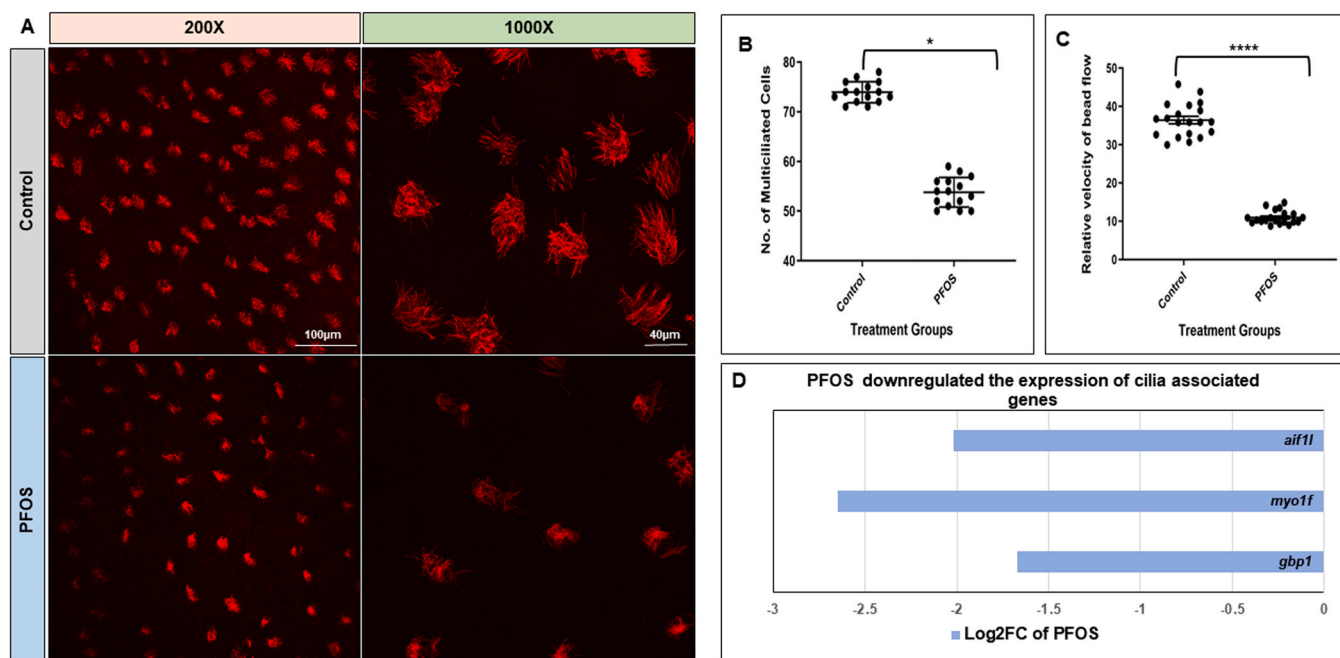 A
200X
1000X
Control
100µm
40µm
PFOS
B
*
No. of Multiciliated Cells
80
70
60
50
40
Control
PFOS
Treatment Groups
C
****
Relative velocity of bead flow
50
40
30
20
10
0
Control
PFOS
Treatment Groups
D
PFOS downregulated the expression of cilia associated
genes
aif1l
myo1f
gbp1
-3
-2.5
-2
-1.5
-1
-0.5
0
Log2FC of PFOS